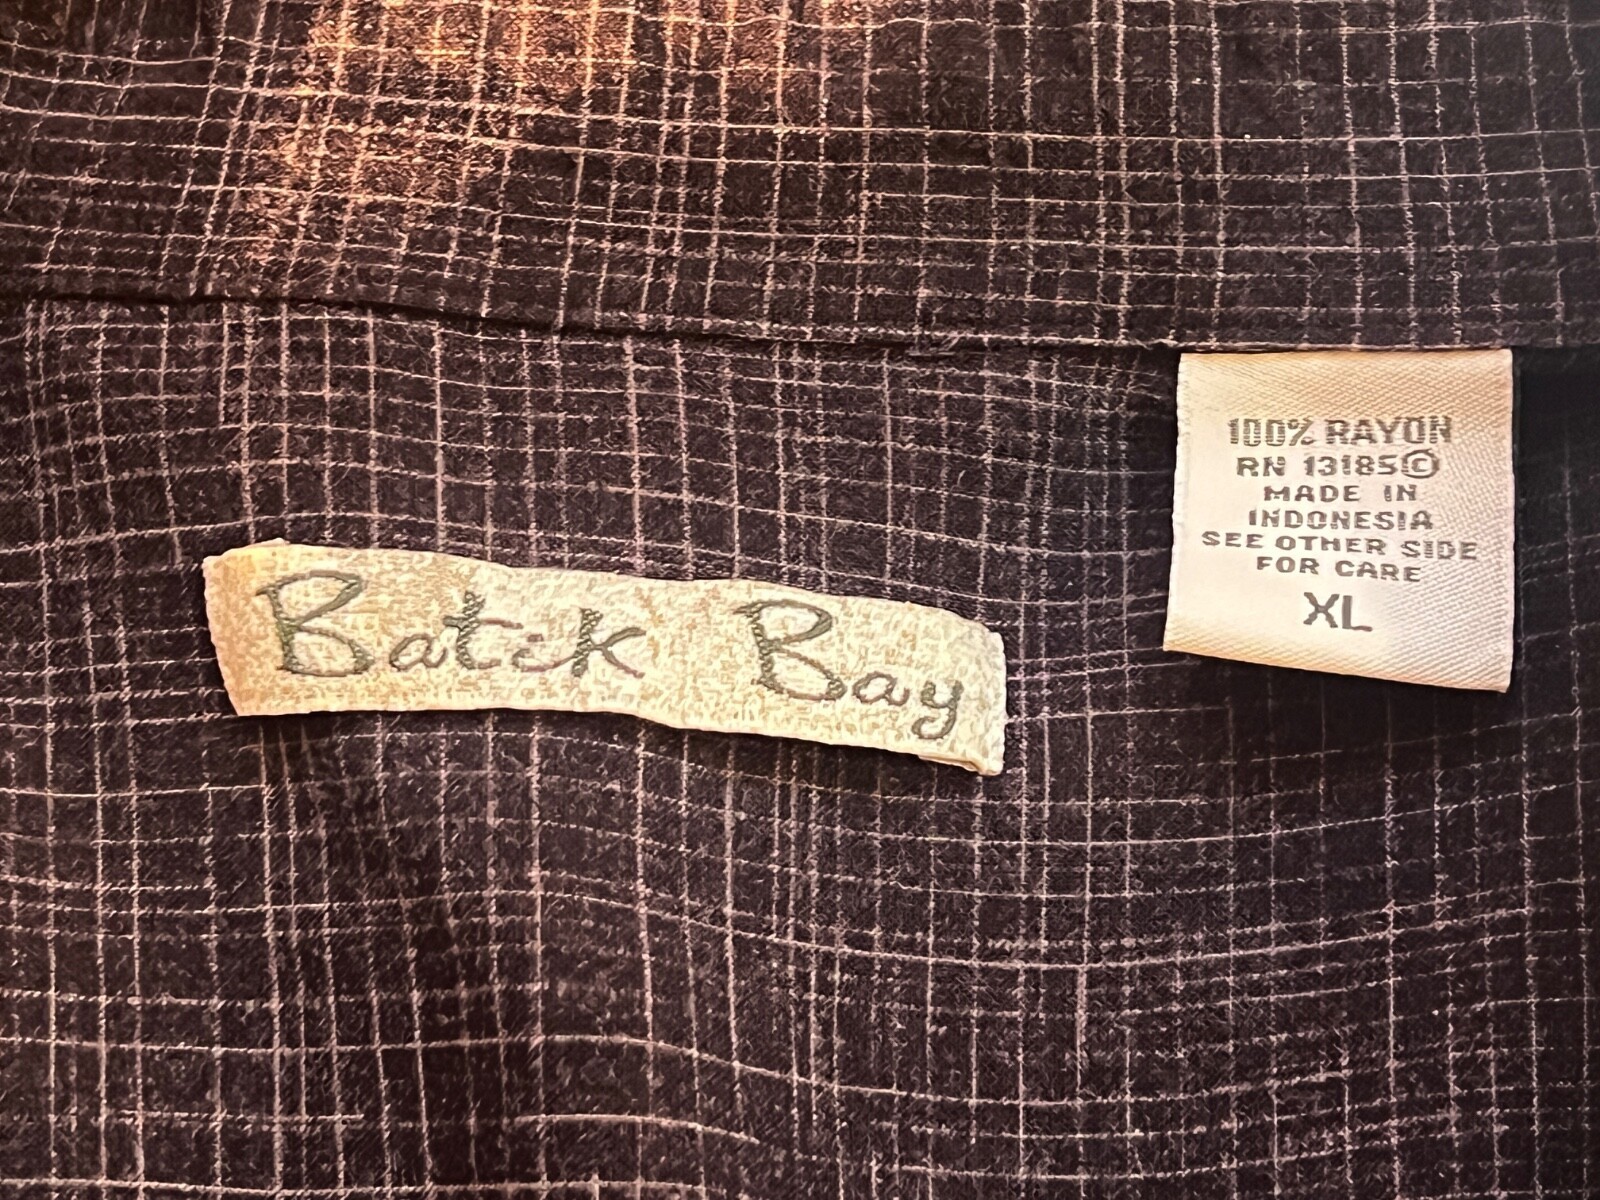 Batik Bay
100% RAYON
RN 13185©
MADE IN
INDONESIA
SEE OTHER SIDE
FOR CARE
XL